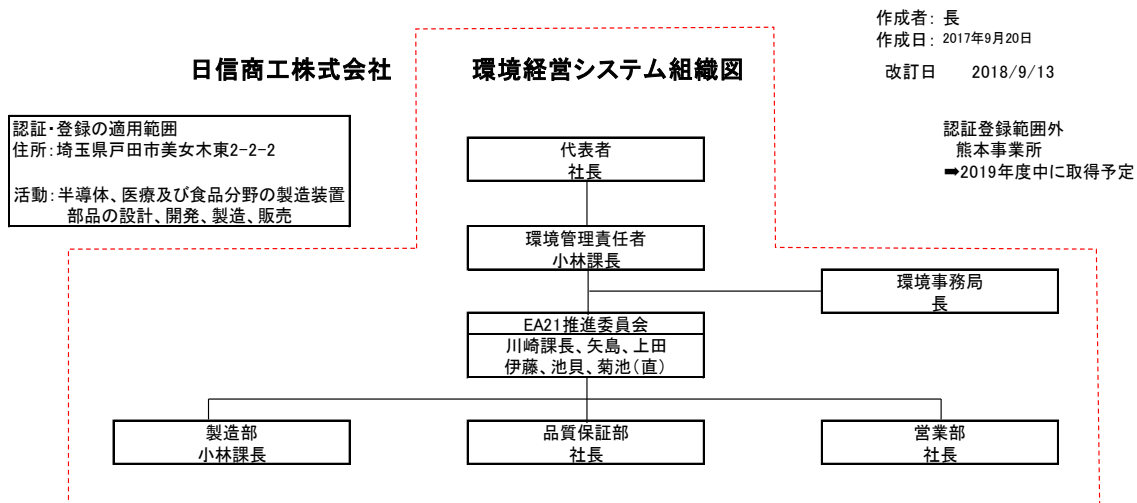 作成者: 長
作成日: 2017年9月20日
日信商工株式会社 環境経営システム組織図
改訂日 2018/9/13
認証・登録の適用範囲
住所:埼玉県戸田市美女木東2-2-2
活動:半導体、医療及び食品分野の製造装置
部品の設計、開発、製造、販売
認証登録範囲外
熊本事業所
➡2019年度中に取得予定
代表者
社長
環境管理責任者
小林課長
環境事務局
長
EA21推進委員会
川崎課長、矢島、上田
伊藤、池貝、菊池(直)
製造部
小林課長
品質保証部
社長
営業部
社長